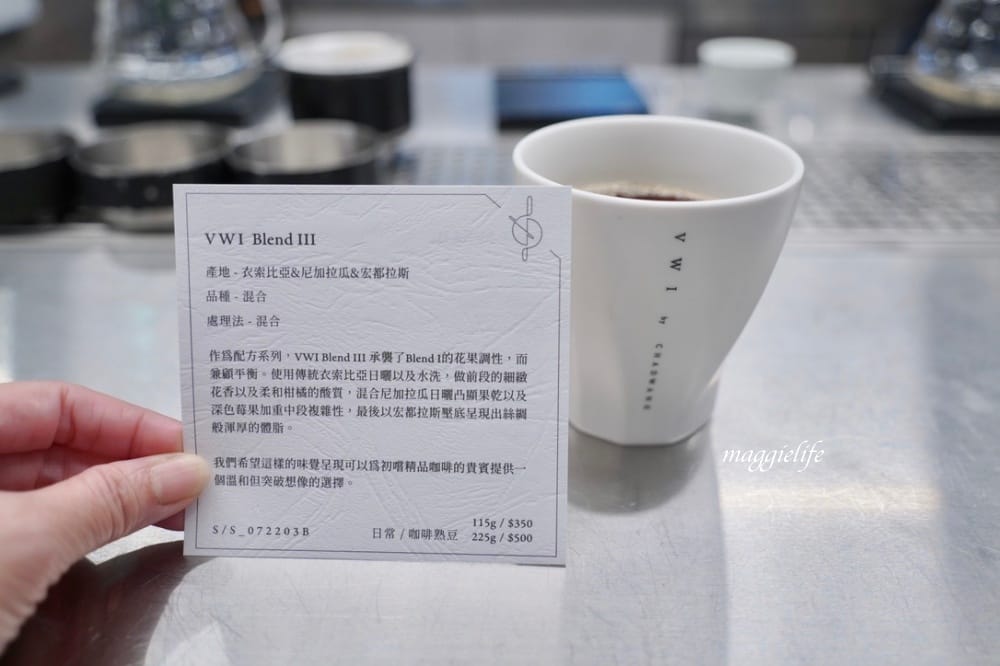 VWI Blend III
產地 - 衣索比亞&尼加拉瓜&宏都拉斯
品種 - 混合
處理法 - 混合
作為配方系列，VWI Blend III 承襲了Blend I的花果調性，而
兼顧平衡。使用傳統衣索比亞日曬以及水洗，做前段的細緻
花香以及柔和柑橘的酸質，混合尼加拉瓜日曬凸顯果乾以及
深色莓果加重中段複雜性，最後以宏都拉斯壓底呈現出絲綢
般渾厚的體脂。
我們希望這樣的味覺呈現可以為初嚐精品咖啡的貴賓提供一
個溫和但突破想像的選擇。
S/S_072203B
日常 / 咖啡熟豆
115g / $350
225g / $500
VWI by CHADWANG
maggielife